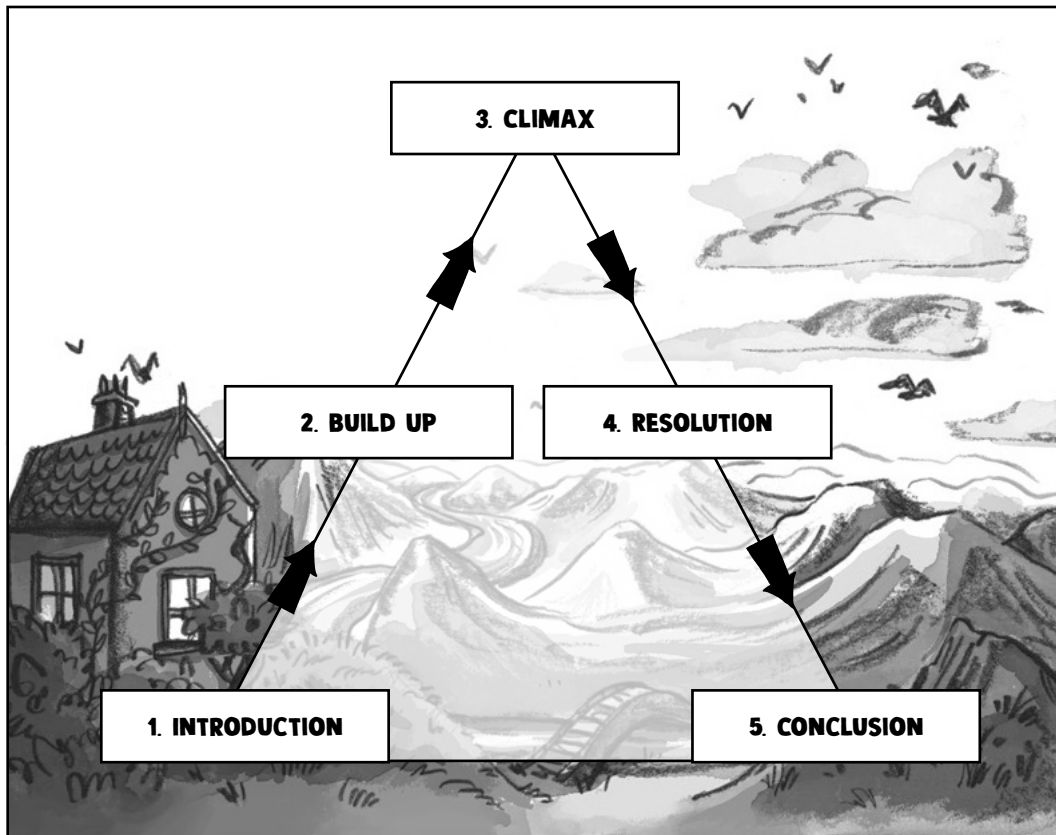 3. CLIMAX
2. BUILD UP
4. RESOLUTION
1. INTRODUCTION
5. CONCLUSION